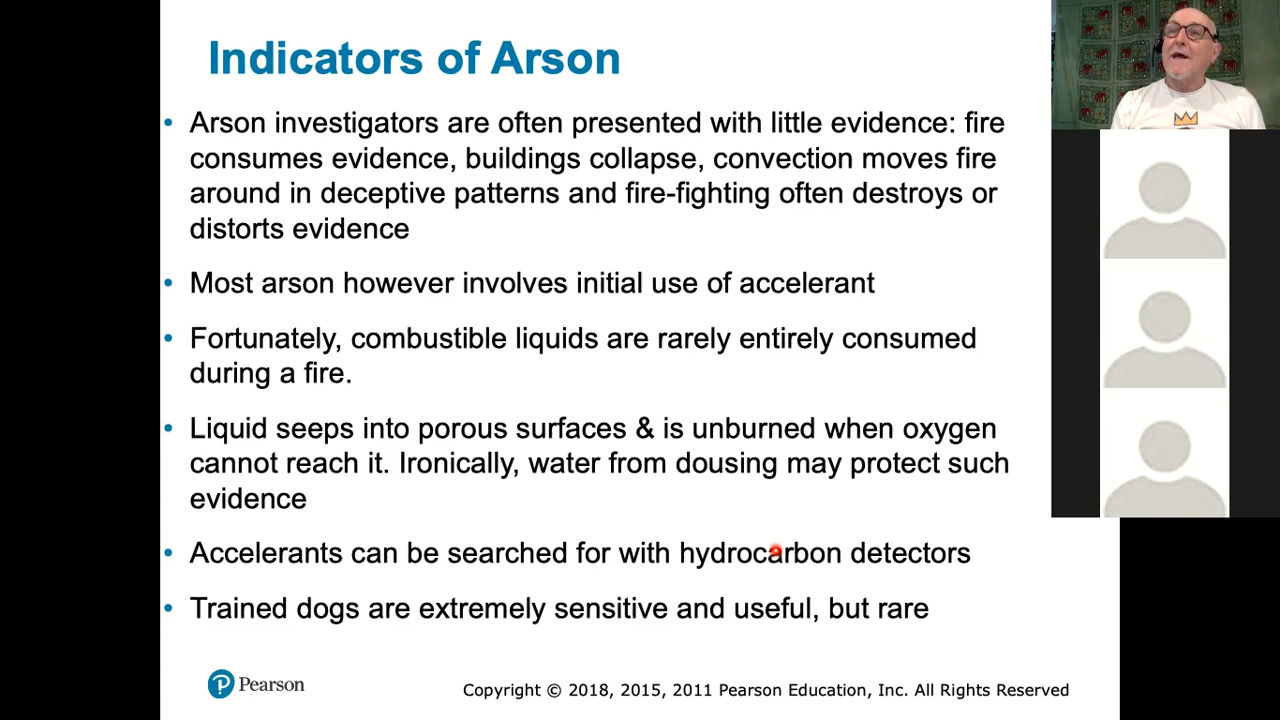 Indicators of Arson
• Arson investigators are often presented with little evidence: fire
consumes evidence, buildings collapse, convection moves fire
around in deceptive patterns and fire-fighting often destroys or
distorts evidence
• Most arson however involves initial use of accelerant
• Fortunately, combustible liquids are rarely entirely consumed
during a fire.
• Liquid seeps into porous surfaces & is unburned when oxygen
cannot reach it. Ironically, water from dousing may protect such
evidence
• Accelerants can be searched for with hydrocarbon detectors
• Trained dogs are extremely sensitive and useful, but rare
Pearson
Copyright © 2018, 2015, 2011 Pearson Education, Inc. All Rights Reserved